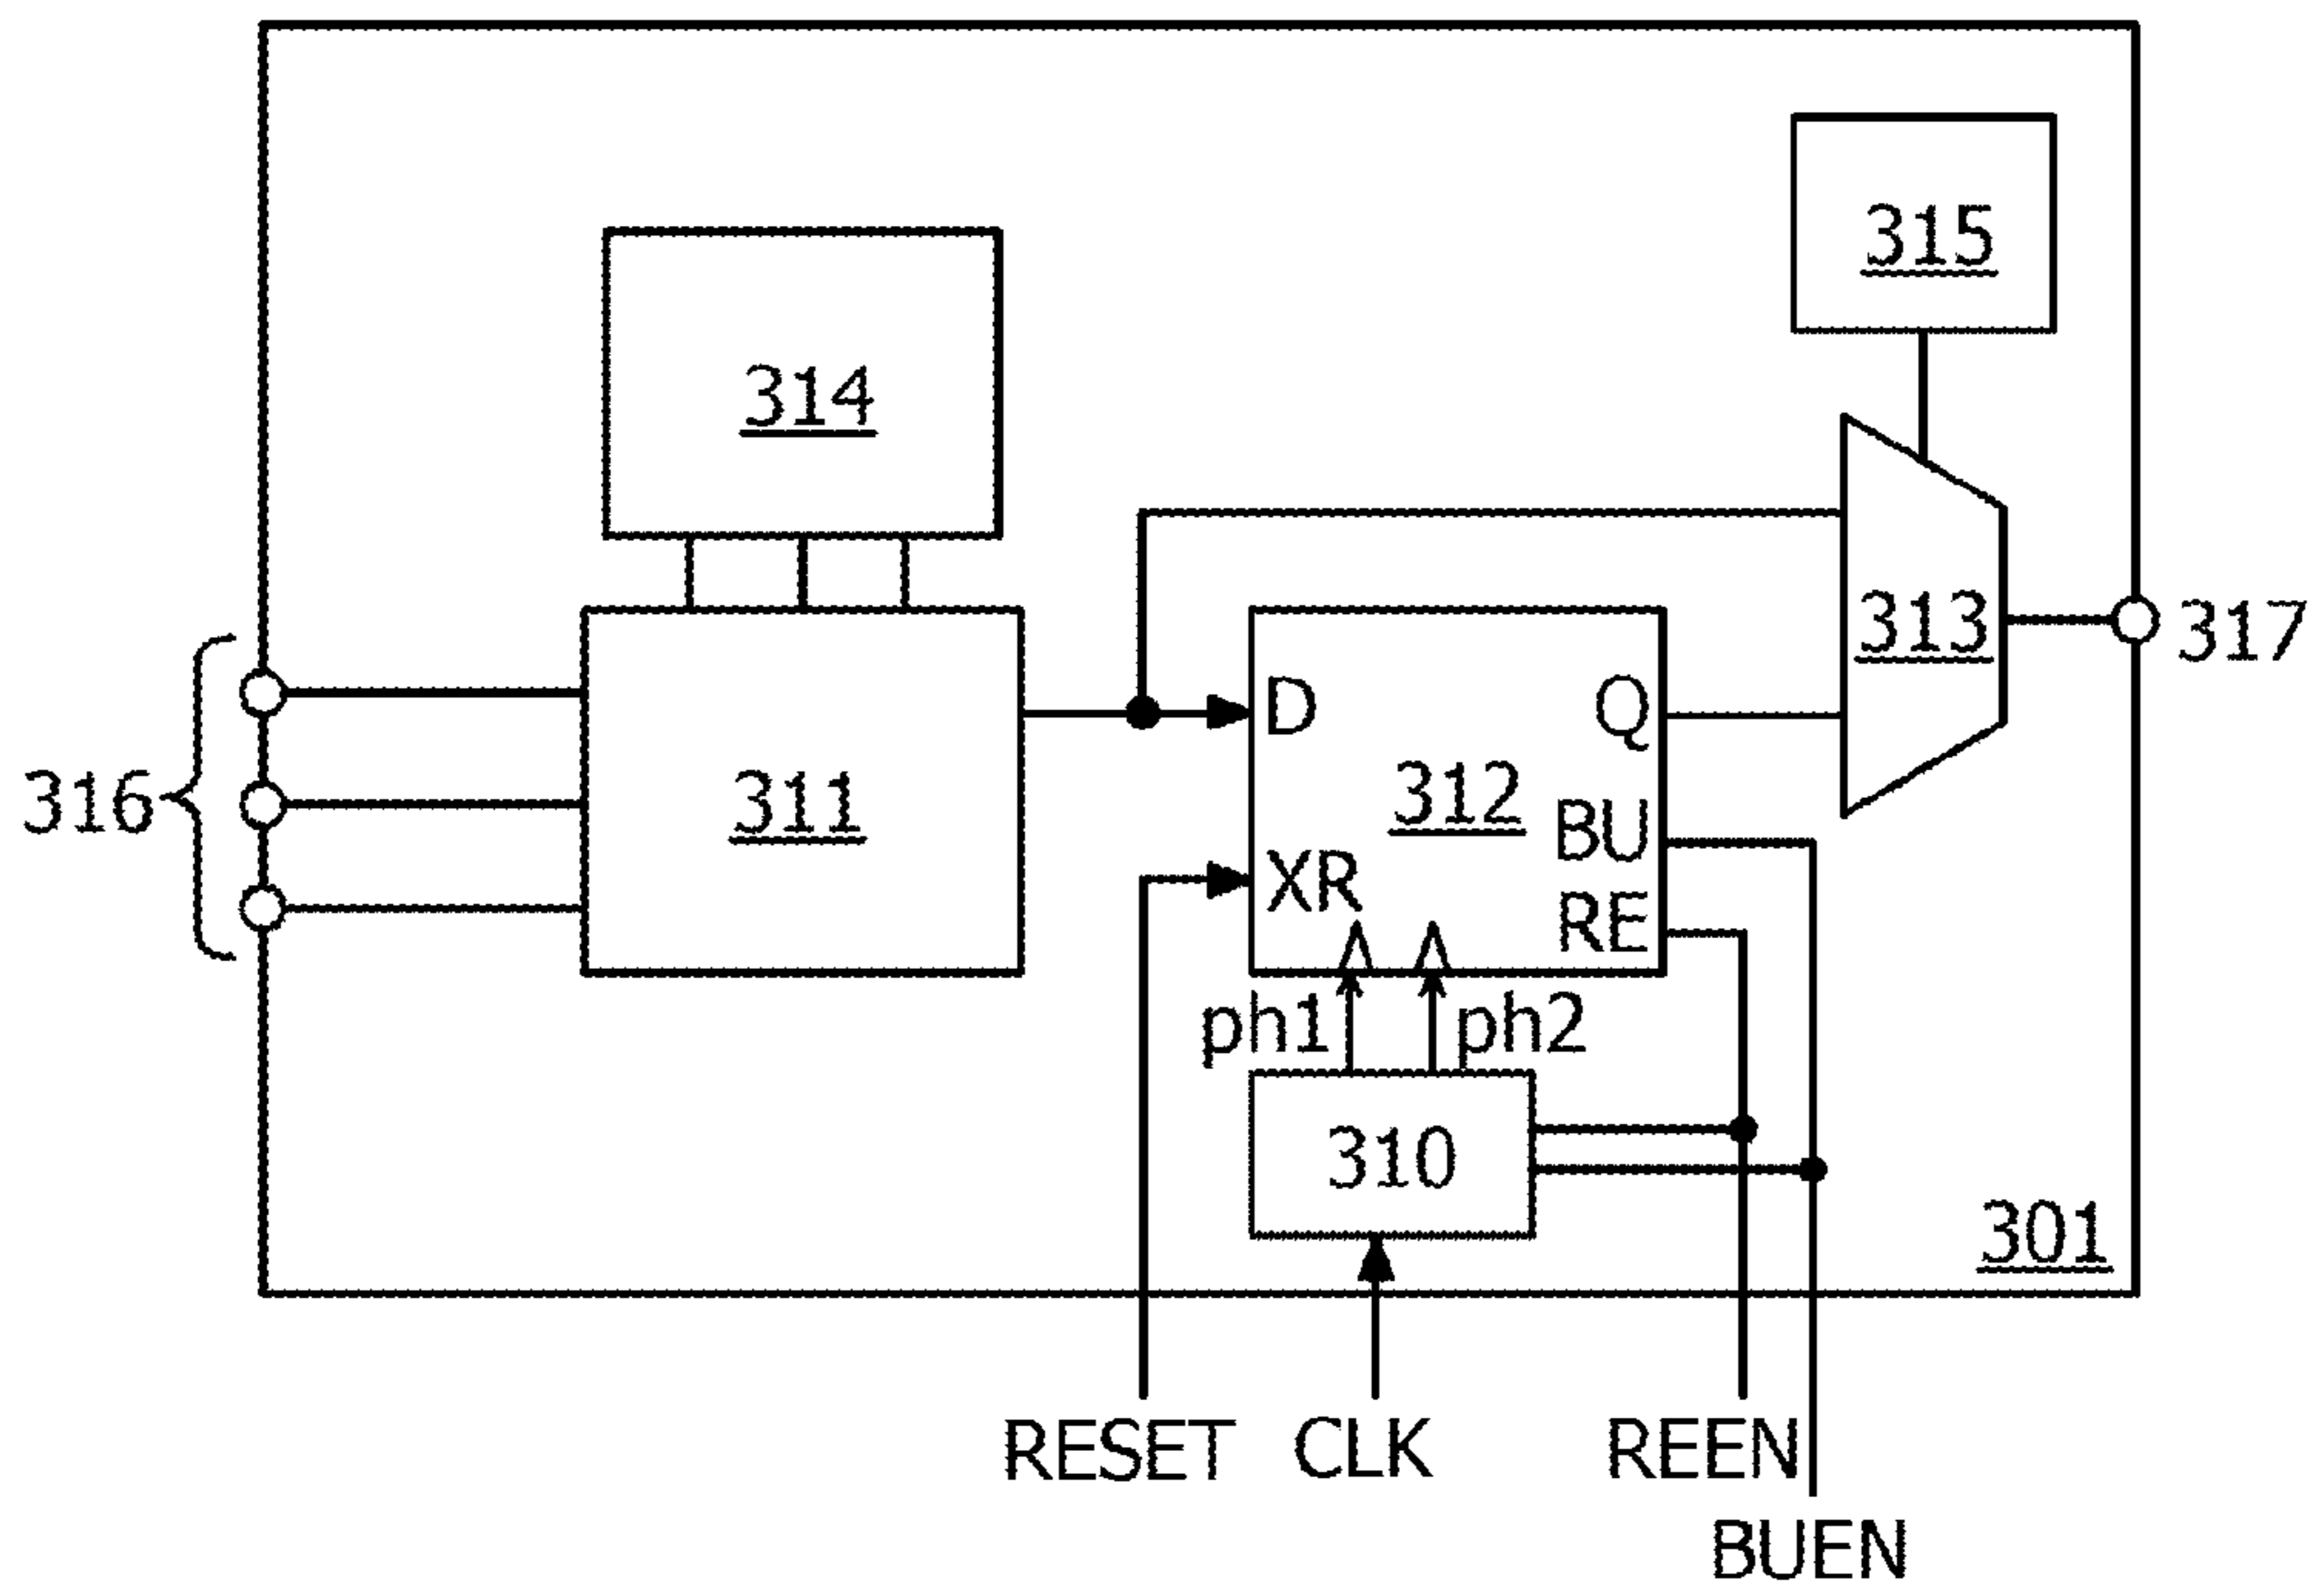 315
314
313
317
D
Q
316
311
312
BU
XR
RE
ph1
ph2
310
301
RESET
CLK
REEN
BUEN